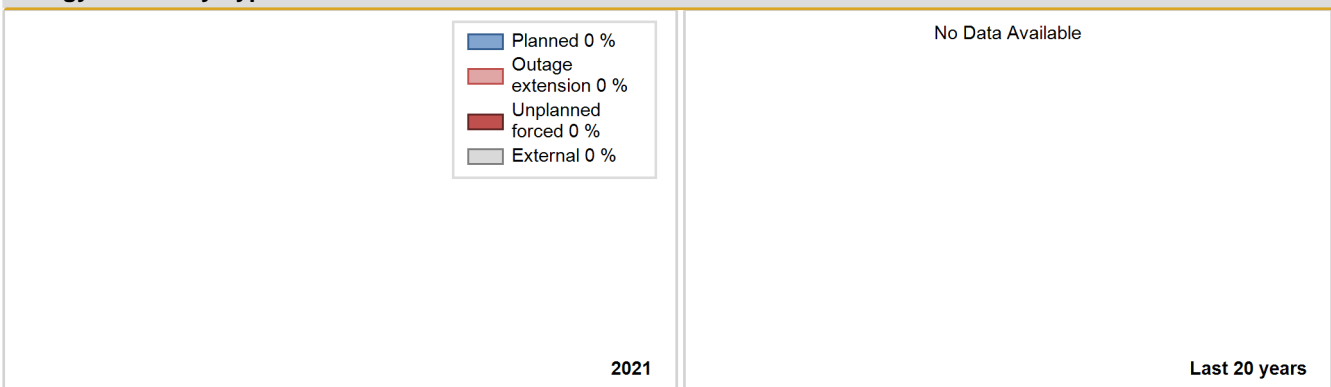 Planned 0 %
Outage
extension 0 %
Unplanned
forced 0 %
External 0 %
2021
No Data Available
Last 20 years